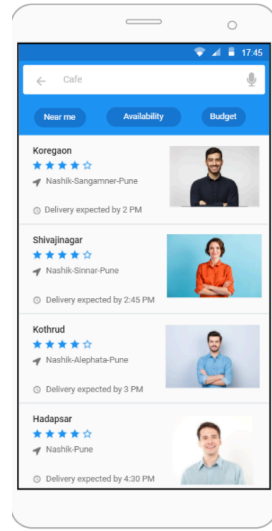 17:45
Cafe
Near me
Availability
Budget
Koregaon
Nashik-Sangamner-Pune
Delivery expected by 2 PM
Shivajinagar
Nashik-Sinnar-Pune
Delivery expected by 2:45 PM
Kothrud
Nashik-Alephata-Pune
Delivery expected by 3 PM
Hadapsar
Nashik-Pune
Delivery expected by 4:30 PM